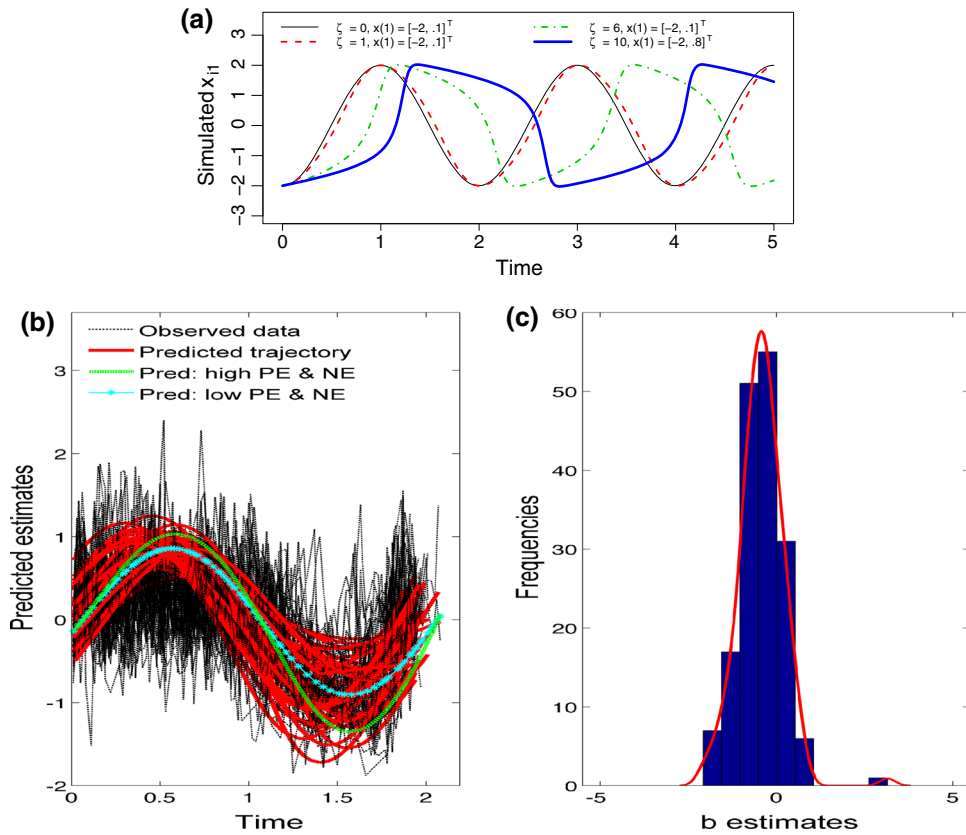 (a)
ζ = 0, x(1) = [-2, .1]ᵀ
ζ = 1, x(1) = [-2, .1]ᵀ
ζ = 6, x(1) = [-2, .1]ᵀ
ζ = 10, x(1) = [-2, .8]ᵀ
Simulated x_i1
3
2
1
0
−1
−2
−3
0 1 2 3 4 5
Time
(b)
Observed data
Predicted trajectory
Pred: high PE & NE
Pred: low PE & NE
Predicted estimates
3
2
1
0
-1
-2
0 0.5 1 1.5 2
Time
(c)
Frequencies
60
50
40
30
20
10
0
-5 0 5
b estimates